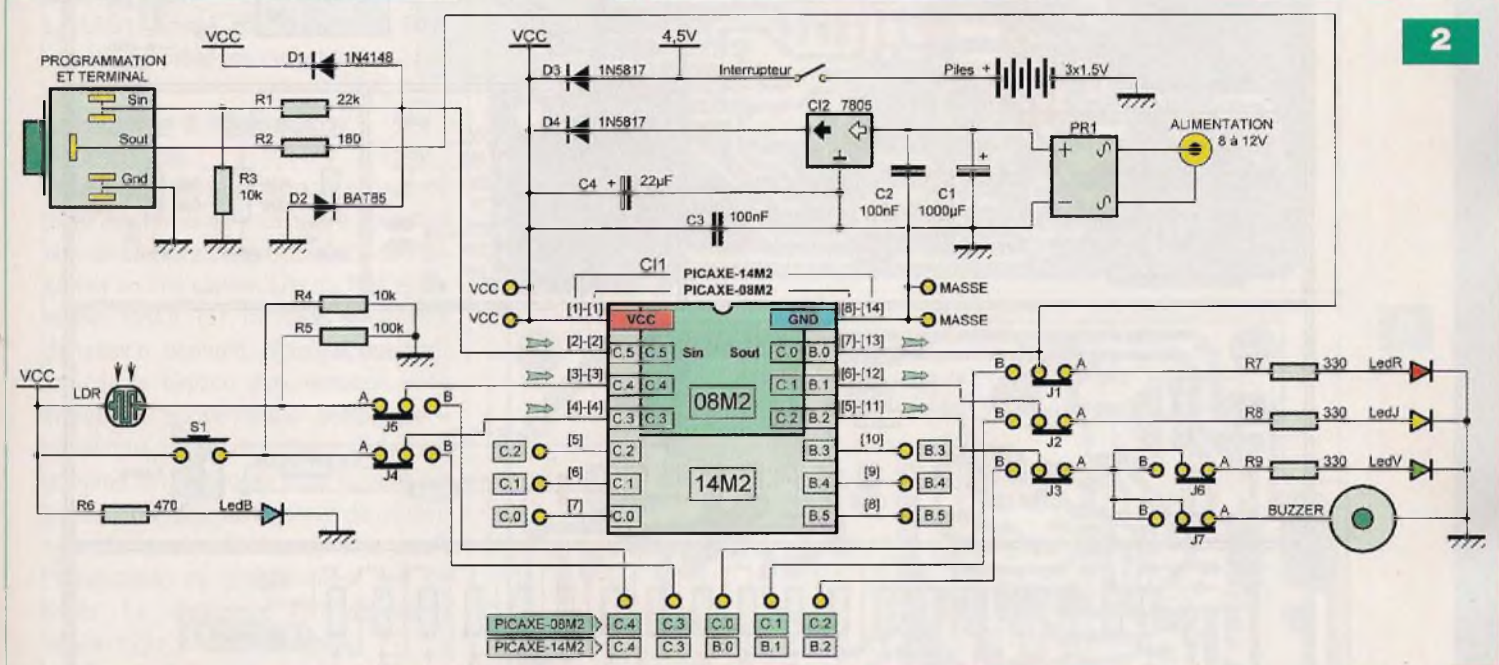 2
VCC
D1
1N4148
VCC
4,5V
PROGRAMMATION
ET TERMINAL
Sin
Sout
Gnd
R1
22k
R2
180
R3
10k
D2
BAT85
D3
1N5817
D4
1N5817
Interrupteur
Piles +
3x1.5V
CI2 7805
PR1
ALIMENTATION
8 à 12V
C4
+
22µF
C3
100nF
C2
100nF
C1
1000µF
+
+
−
VCC
VCC
MASSE
MASSE
CI1
PICAXE-14M2
PICAXE-08M2
[1]-[1]
VCC
GND
[8]-[14]
[2]-[2]
C.5
C.5
Sin
Sout
C.0
B.0
[7]-[13]
[3]-[3]
C.4
C.4
C.1
B.1
[6]-[12]
[4]-[4]
C.3
C.3
C.2
B.2
[5]-[11]
08M2
C.2
[5]
C.2
B.3
[10]
B.3
C.1
[6]
C.1
14M2
B.4
[9]
B.4
C.0
[7]
C.0
B.5
[8]
B.5
R4
10k
R5
100k
VCC
LDR
A
B
J5
S1
A
B
J4
R6
470
LedB
B
A
J1
R7
330
LedR
B
A
J2
R8
330
LedJ
B
A
J3
B
A
J6
R9
330
LedV
B
A
J7
BUZZER
PICAXE-08M2
C.4
C.3
C.0
C.1
C.2
PICAXE-14M2
C.4
C.3
B.0
B.1
B.2